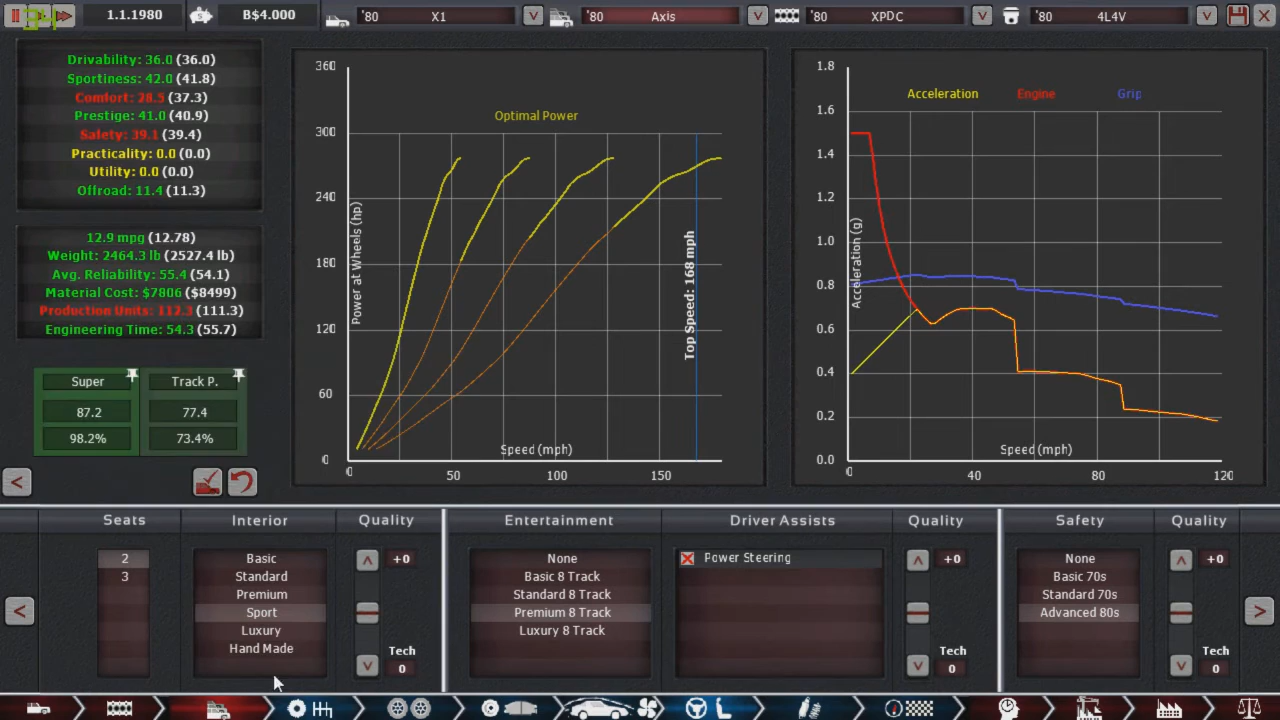 34
1.1.1980
B$4.000
'80 X1
'80 Axis
'80 XPDC
'80 4L4V
Drivability: 36.0 (36.0)
Sportiness: 42.0 (41.8)
Comfort: 28.5 (37.3)
Prestige: 41.0 (40.9)
Safety: 39.1 (39.4)
Practicality: 0.0 (0.0)
Utility: 0.0 (0.0)
Offroad: 11.4 (11.3)
12.9 mpg (12.78)
Weight: 2464.3 lb (2527.4 lb)
Avg. Reliability: 55.4 (54.1)
Material Cost: $7806 ($8499)
Production Units: 112.3 (111.3)
Engineering Time: 54.3 (55.7)
Super Track P.
87.2 77.4
98.2% 73.4%
Optimal Power
Power at Wheels (hp)
360
300
240
180
120
60
0
Top Speed: 168 mph
Speed (mph)
0 50 100 150
Acceleration Engine Grip
Acceleration (g)
1.8
1.6
1.4
1.2
1.0
0.8
0.6
0.4
0.2
0.0
Speed (mph)
0 40 80 120
Seats
2
3
Interior
Basic
Standard
Premium
Sport
Luxury
Hand Made
Quality
+0
Tech
0
Entertainment
None
Basic 8 Track
Standard 8 Track
Premium 8 Track
Luxury 8 Track
Driver Assists
Power Steering
Quality
+0
Tech
0
Safety
None
Basic 70s
Standard 70s
Advanced 80s
Quality
+0
Tech
0